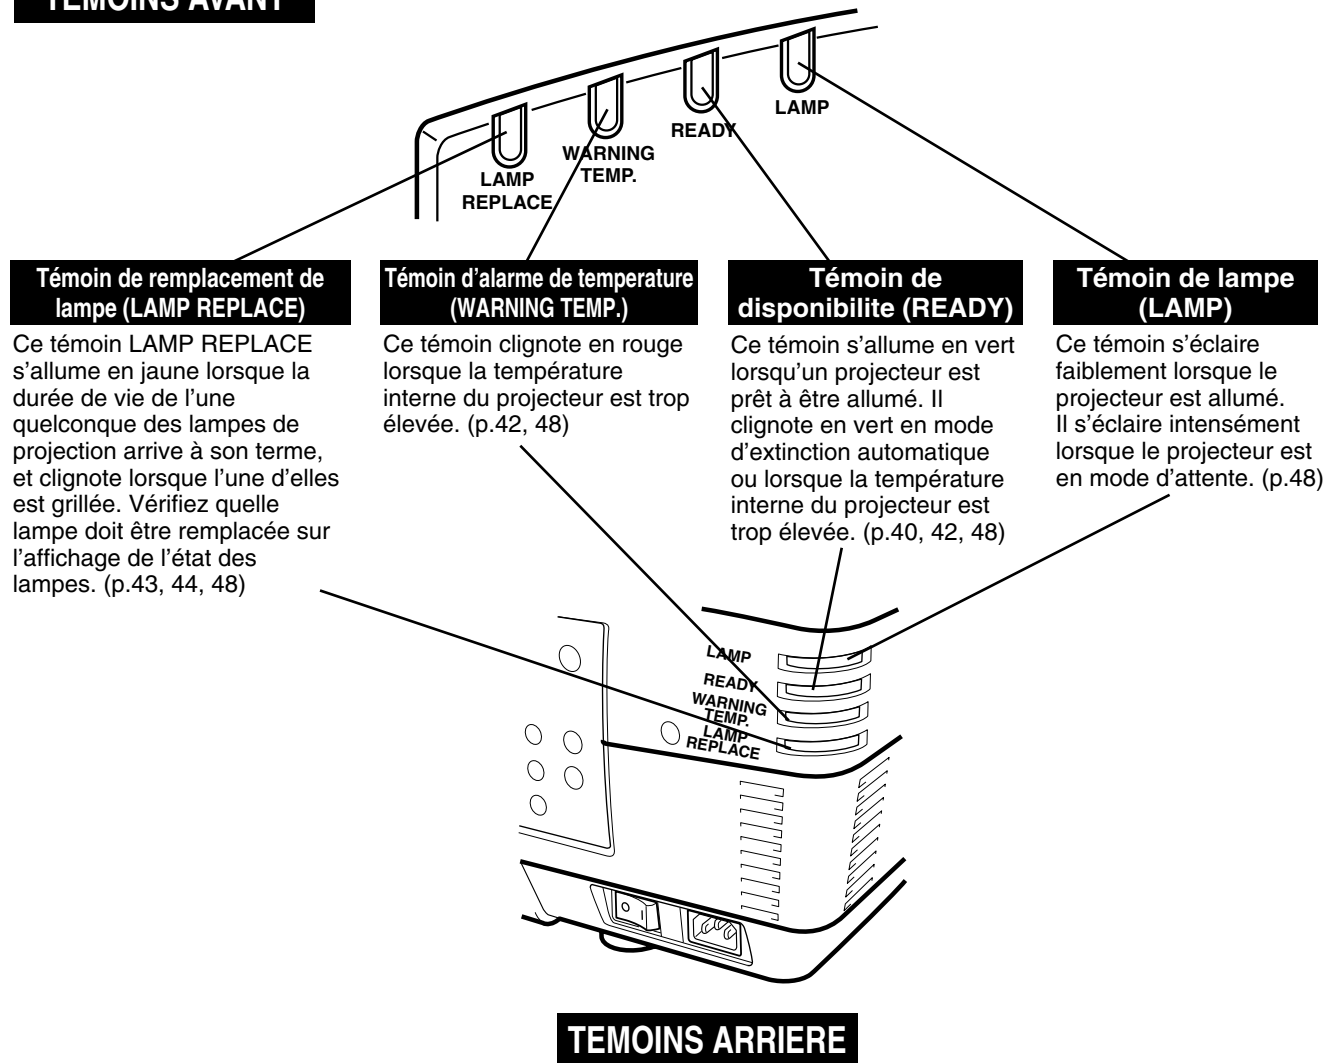 TEMOINS AVANT
LAMP
READY
WARNING
TEMP.
LAMP
REPLACE
Témoin de remplacement de
lampe (LAMP REPLACE)
Ce témoin LAMP REPLACE
s’allume en jaune lorsque la
durée de vie de l’une
quelconque des lampes de
projection arrive à son terme,
et clignote lorsque l’une d’elles
est grillée. Vérifiez quelle
lampe doit être remplacée sur
l’affichage de l’état des
lampes. (p.43, 44, 48)
Témoin d’alarme de temperature
(WARNING TEMP.)
Ce témoin clignote en rouge
lorsque la température
interne du projecteur est trop
élevée. (p.42, 48)
Témoin de
disponibilite (READY)
Ce témoin s’allume en vert
lorsqu’un projecteur est
prêt à être allumé. Il
clignote en vert en mode
d’extinction automatique
ou lorsque la température
interne du projecteur est
trop élevée. (p.40, 42, 48)
Témoin de lampe
(LAMP)
Ce témoin s’éclaire
faiblement lorsque le
projecteur est allumé.
Il s’éclaire intensément
lorsque le projecteur est
en mode d’attente. (p.48)
LAMP
READY
WARNING
TEMP.
LAMP
REPLACE
TEMOINS ARRIERE